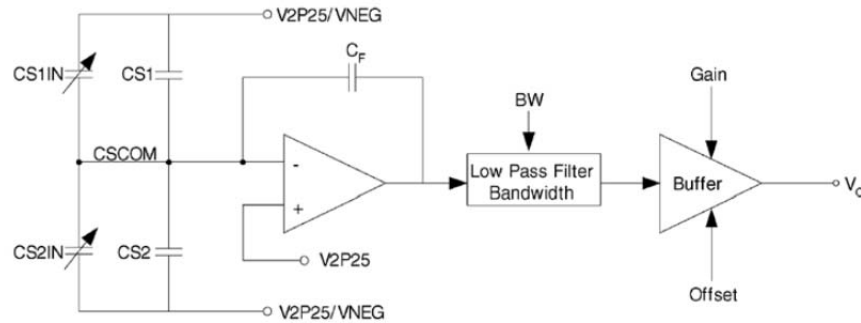 V2P25/VNEG
CS1IN
CS1
CF
Gain
BW
CSCOM
-
+
Low Pass Filter
Bandwidth
Buffer
VO
CS2IN
CS2
V2P25
Offset
V2P25/VNEG